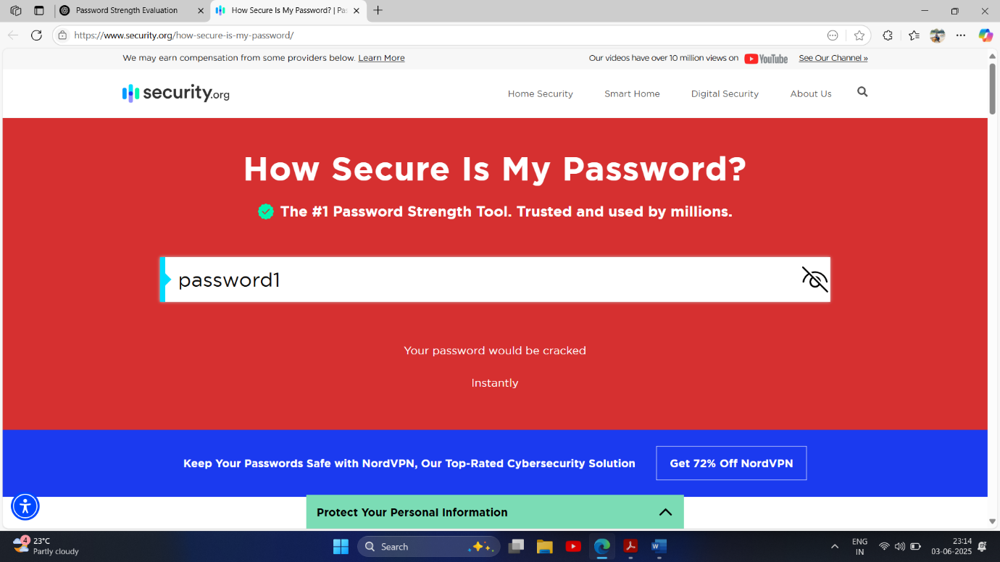 Password Strength Evaluation
How Secure Is My Password? | Pas
https://www.security.org/how-secure-is-my-password/
We may earn compensation from some providers below. Learn More
Our videos have over 10 million views on YouTube See Our Channel »
security.org
Home Security Smart Home Digital Security About Us
How Secure Is My Password?
The #1 Password Strength Tool. Trusted and used by millions.
password1
Your password would be cracked
Instantly
Keep Your Passwords Safe with NordVPN, Our Top-Rated Cybersecurity Solution
Get 72% Off NordVPN
Protect Your Personal Information
4
23°C
Partly cloudy
Search
W
ENG
IN
23:14
03-06-2025